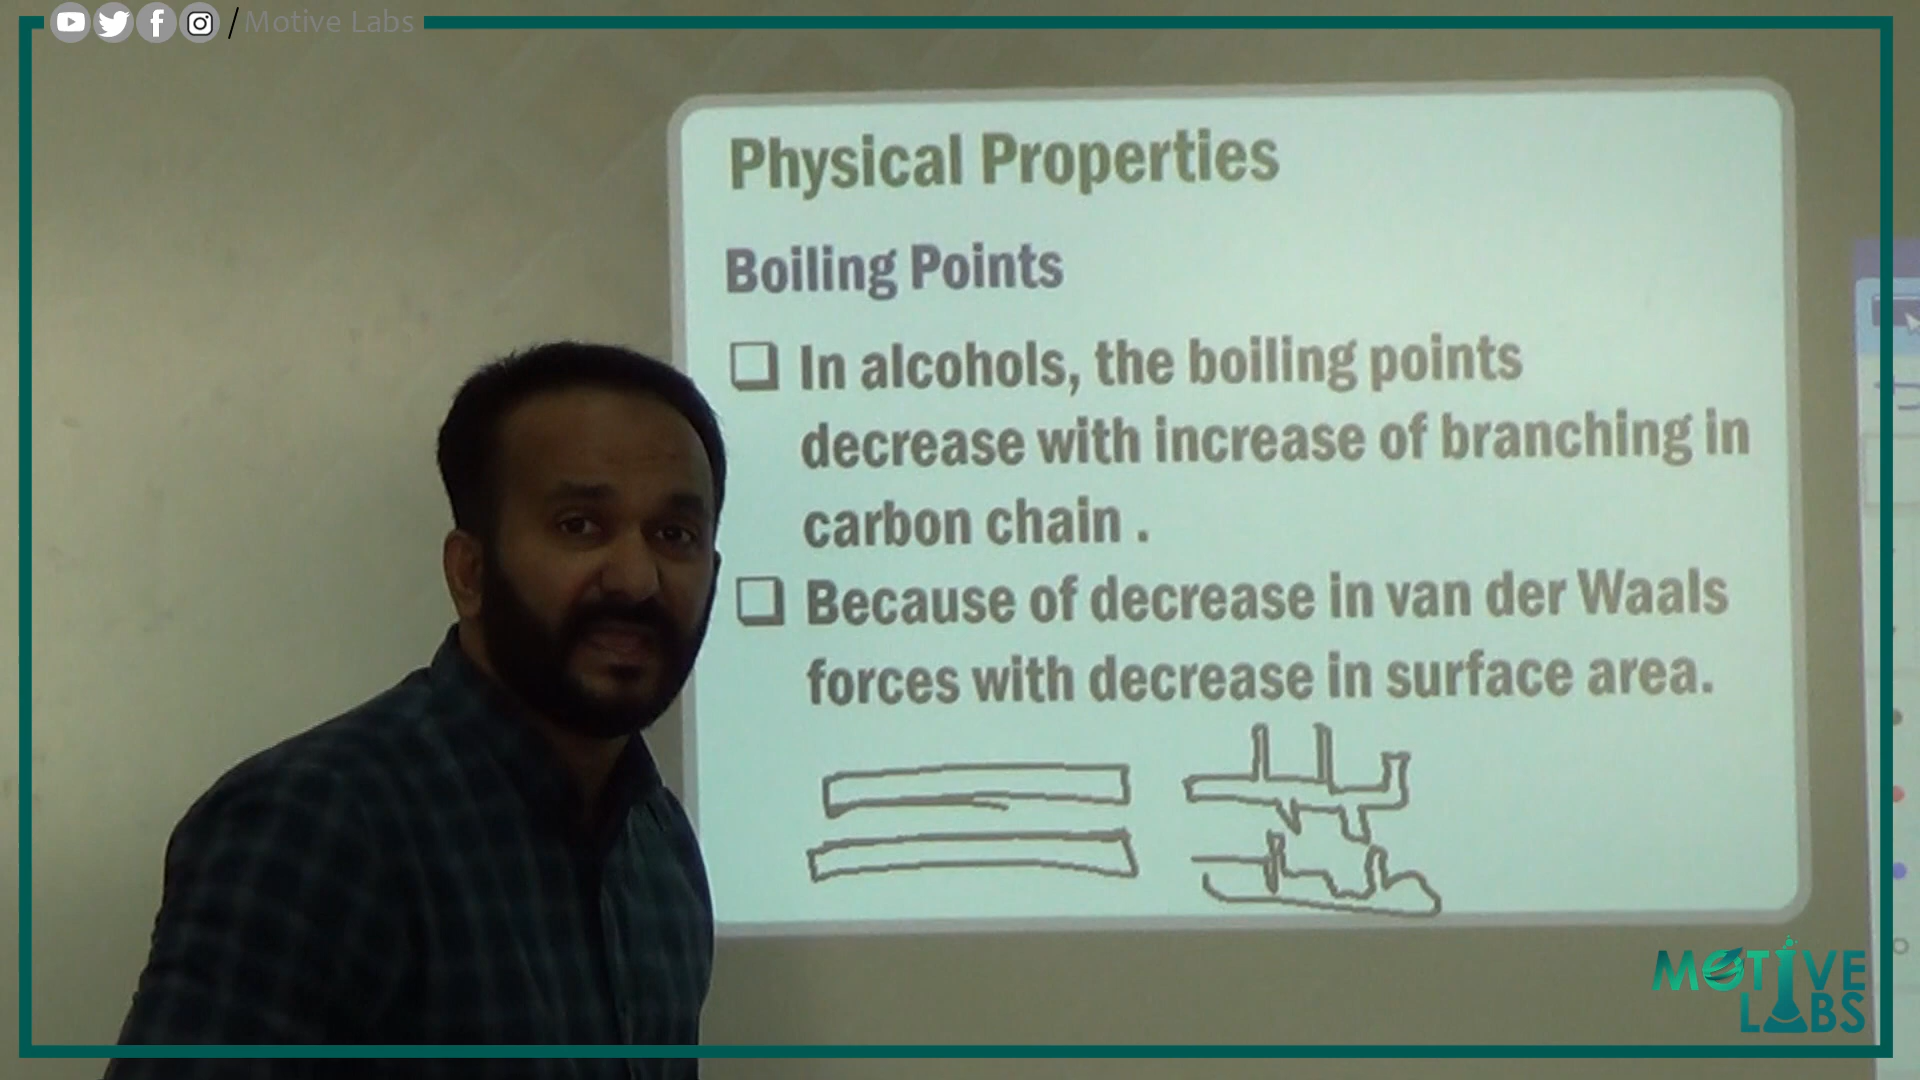 / Motive Labs
Physical Properties
Boiling Points
In alcohols, the boiling points
decrease with increase of branching in
carbon chain .
Because of decrease in van der Waals
forces with decrease in surface area.
MOTIVE
LABS